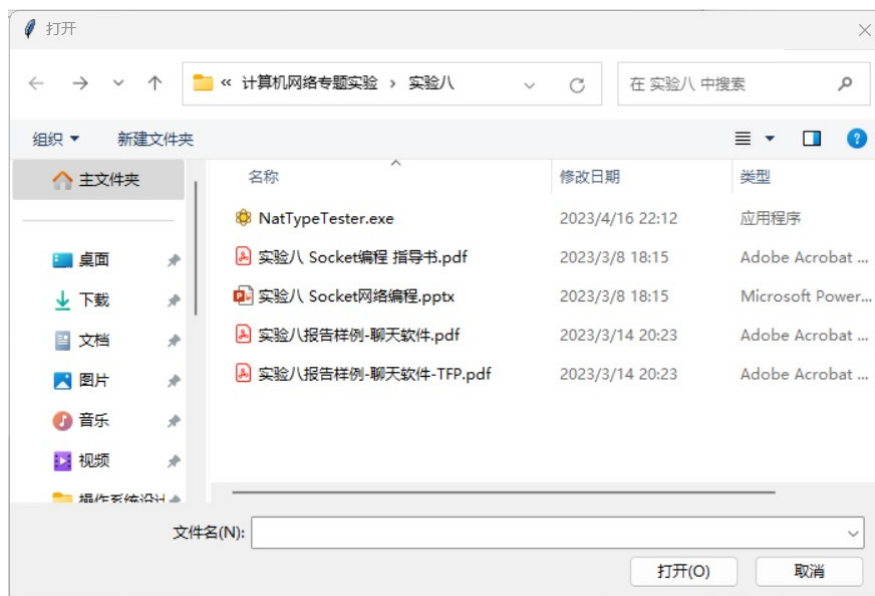 打开
« 计算机网络专题实验 › 实验八
在 实验八 中搜索
组织 新建文件夹
主文件夹
名称 修改日期 类型
NatTypeTester.exe 2023/4/16 22:12 应用程序
实验八 Socket编程 指导书.pdf 2023/3/8 18:15 Adobe Acrobat ...
实验八 Socket网络编程.pptx 2023/3/8 18:15 Microsoft Power...
实验八报告样例-聊天软件.pdf 2023/3/14 20:23 Adobe Acrobat ...
实验八报告样例-聊天软件-TFP.pdf 2023/3/14 20:23 Adobe Acrobat ...
桌面
下载
文档
图片
音乐
视频
操作系统设计
文件名(N):
打开(O) 取消